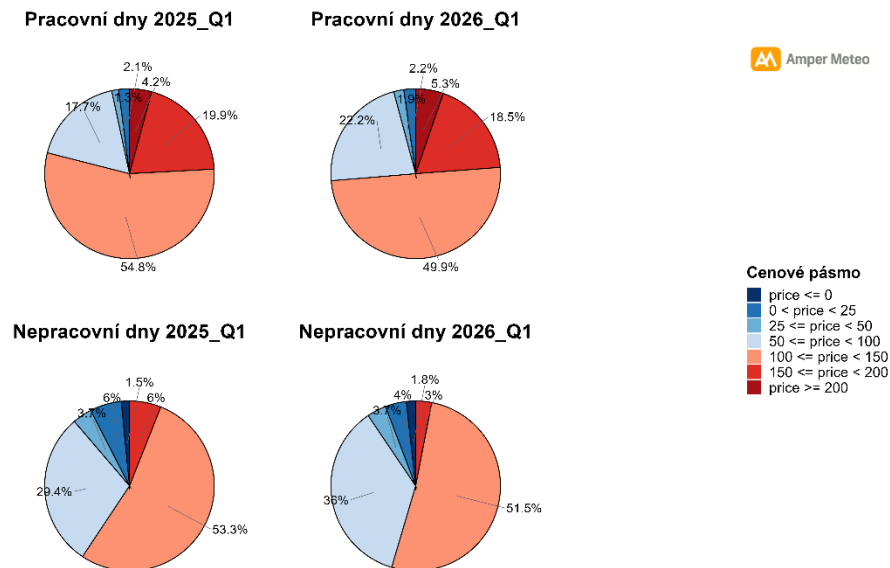 Pracovní dny 2025_Q1
2.1%
4.2%
1.3%
17.7%
19.9%
54.8%
Pracovní dny 2026_Q1
2.2%
5.3%
1.9%
22.2%
18.5%
49.9%
Amper Meteo
Nepracovní dny 2025_Q1
1.5%
6%
6%
3.7%
29.4%
53.3%
Nepracovní dny 2026_Q1
1.8%
4%
3%
3.7%
36%
51.5%
Cenové pásmo
price <= 0
0 < price < 25
25 <= price < 50
50 <= price < 100
100 <= price < 150
150 <= price < 200
price >= 200